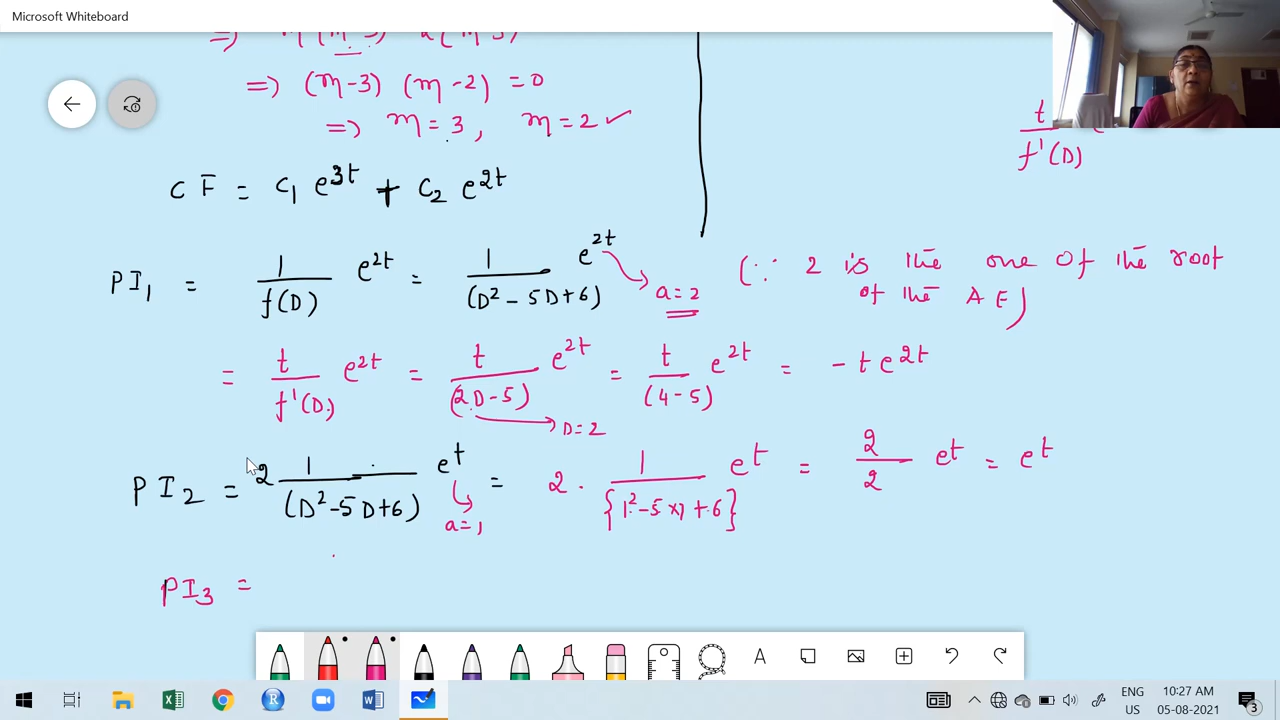 Microsoft Whiteboard
=> (m-3) (m-2) = 0
=> m = 3, m = 2 ✓
t
f'(D)
CF = C₁ e^3t + C₂ e^2t
PI₁ = 1/f(D) e^2t = 1/(D² - 5D+6) e^2t a=2 (∵ 2 is the one of the root
of the AE)
= t/f'(D) e^2t = t/(2D-5) e^2t = t/(4-5) e^2t = - t e^2t
D=2
PI₂ = 2 1/(D²-5D+6) e^t = 2 · 1/{1²-5×1+6} e^t = 2/2 e^t = e^t
a=1
PI₃ =
A
ENG
US
10:27 AM
05-08-2021
3